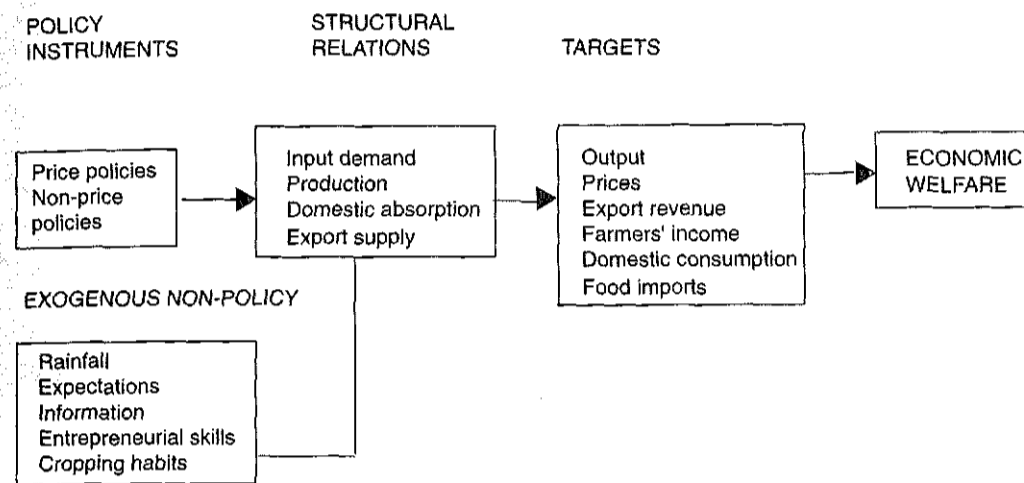 POLICY
INSTRUMENTS
STRUCTURAL
RELATIONS
TARGETS
Price policies
Non-price
policies
Input demand
Production
Domestic absorption
Export supply
Output
Prices
Export revenue
Farmers' income
Domestic consumption
Food imports
ECONOMIC
WELFARE
EXOGENOUS NON-POLICY
Rainfall
Expectations
Information
Entrepreneurial skills
Cropping habits